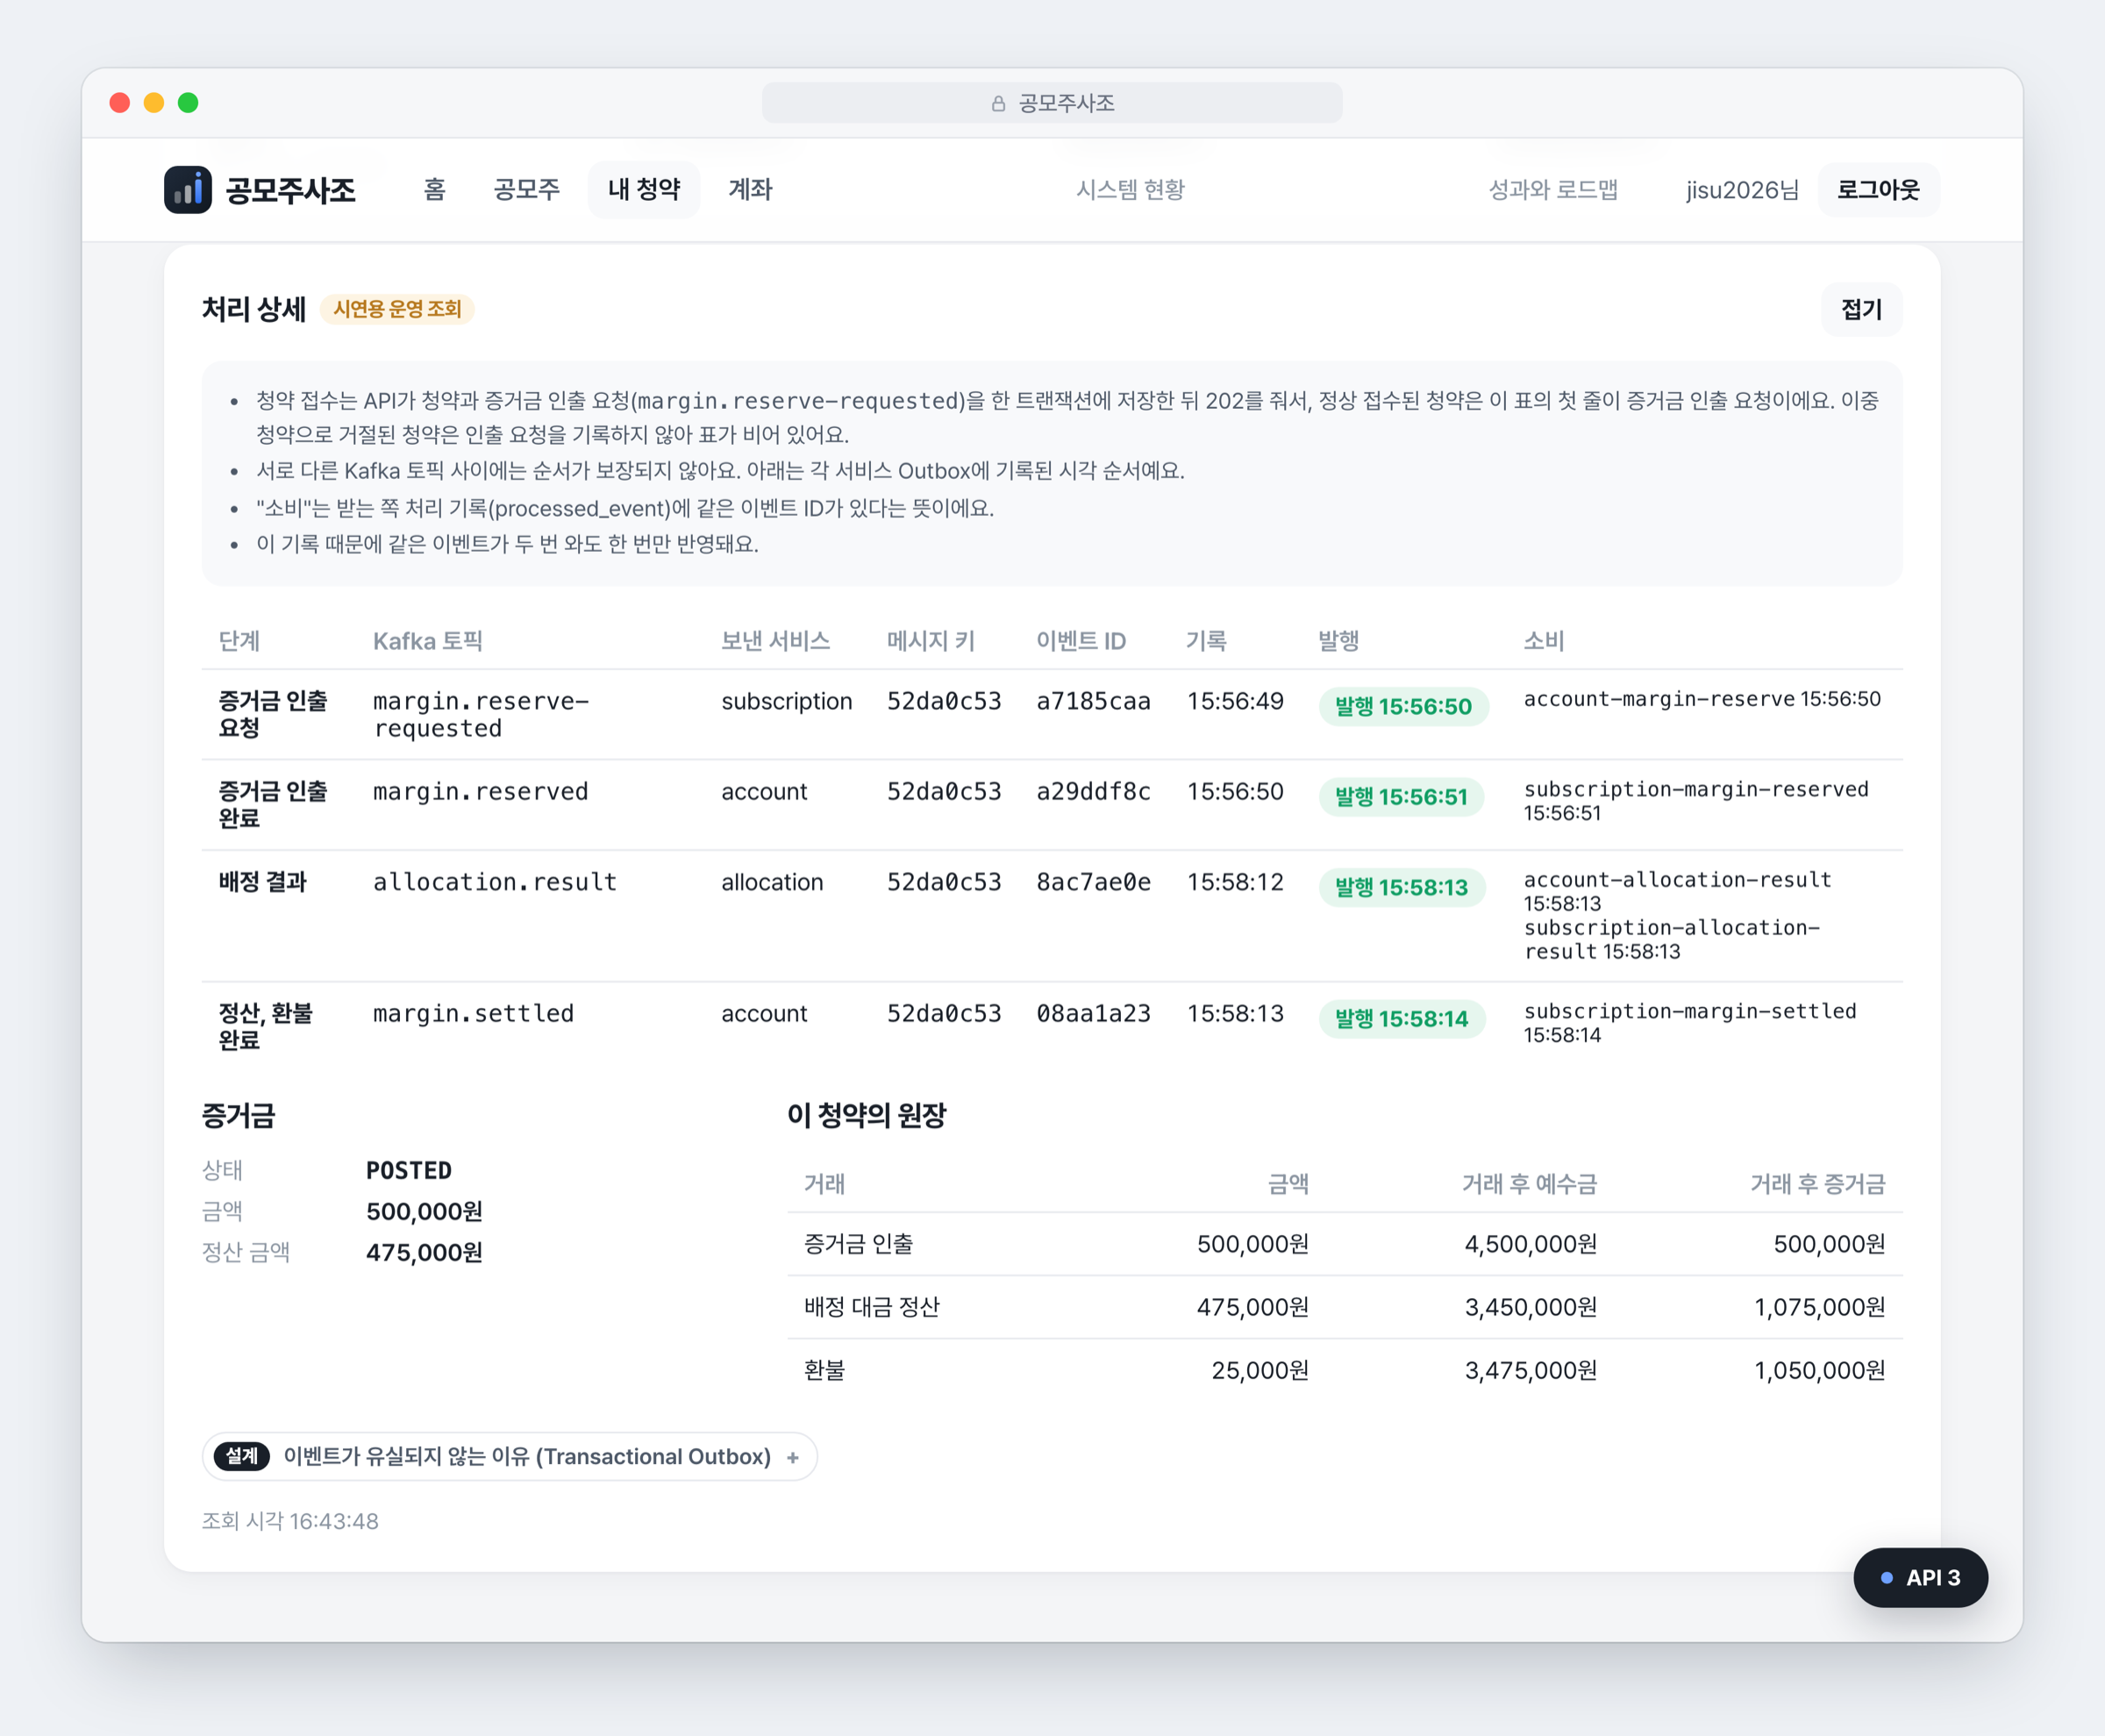 공모주사조
공모주사조
홈 공모주 내 청약 계좌 시스템 현황 성과와 로드맵 jisu2026님 로그아웃
처리 상세 시연용 운영 조회 접기
• 청약 접수는 API가 청약과 증거금 인출 요청(margin.reserve-requested)을 한 트랜잭션에 저장한 뒤 202를 줘서, 정상 접수된 청약은 이 표의 첫 줄이 증거금 인출 요청이에요. 이중
청약으로 거절된 청약은 인출 요청을 기록하지 않아 표가 비어 있어요.
• 서로 다른 Kafka 토픽 사이에는 순서가 보장되지 않아요. 아래는 각 서비스 Outbox에 기록된 시각 순서예요.
• "소비"는 받는 쪽 처리 기록(processed_event)에 같은 이벤트 ID가 있다는 뜻이에요.
• 이 기록 때문에 같은 이벤트가 두 번 와도 한 번만 반영돼요.
단계 Kafka 토픽 보낸 서비스 메시지 키 이벤트 ID 기록 발행 소비
증거금 인출 margin.reserve- subscription 52da0c53 a7185caa 15:56:49 발행 15:56:50 account-margin-reserve 15:56:50
요청 requested
증거금 인출 margin.reserved account 52da0c53 a29ddf8c 15:56:50 발행 15:56:51 subscription-margin-reserved
완료 15:56:51
배정 결과 allocation.result allocation 52da0c53 8ac7ae0e 15:58:12 발행 15:58:13 account-allocation-result
15:58:13
subscription-allocation-
result 15:58:13
정산, 환불 margin.settled account 52da0c53 08aa1a23 15:58:13 발행 15:58:14 subscription-margin-settled
완료 15:58:14
증거금
상태 POSTED
금액 500,000원
정산 금액 475,000원
이 청약의 원장
거래 금액 거래 후 예수금 거래 후 증거금
증거금 인출 500,000원 4,500,000원 500,000원
배정 대금 정산 475,000원 3,450,000원 1,075,000원
환불 25,000원 3,475,000원 1,050,000원
설계 이벤트가 유실되지 않는 이유 (Transactional Outbox) +
조회 시각 16:43:48
API 3